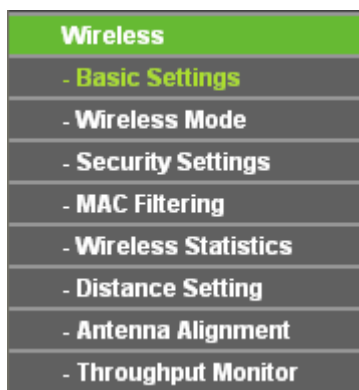 Wireless
- Basic Settings
- Wireless Mode
- Security Settings
- MAC Filtering
- Wireless Statistics
- Distance Setting
- Antenna Alignment
- Throughput Monitor